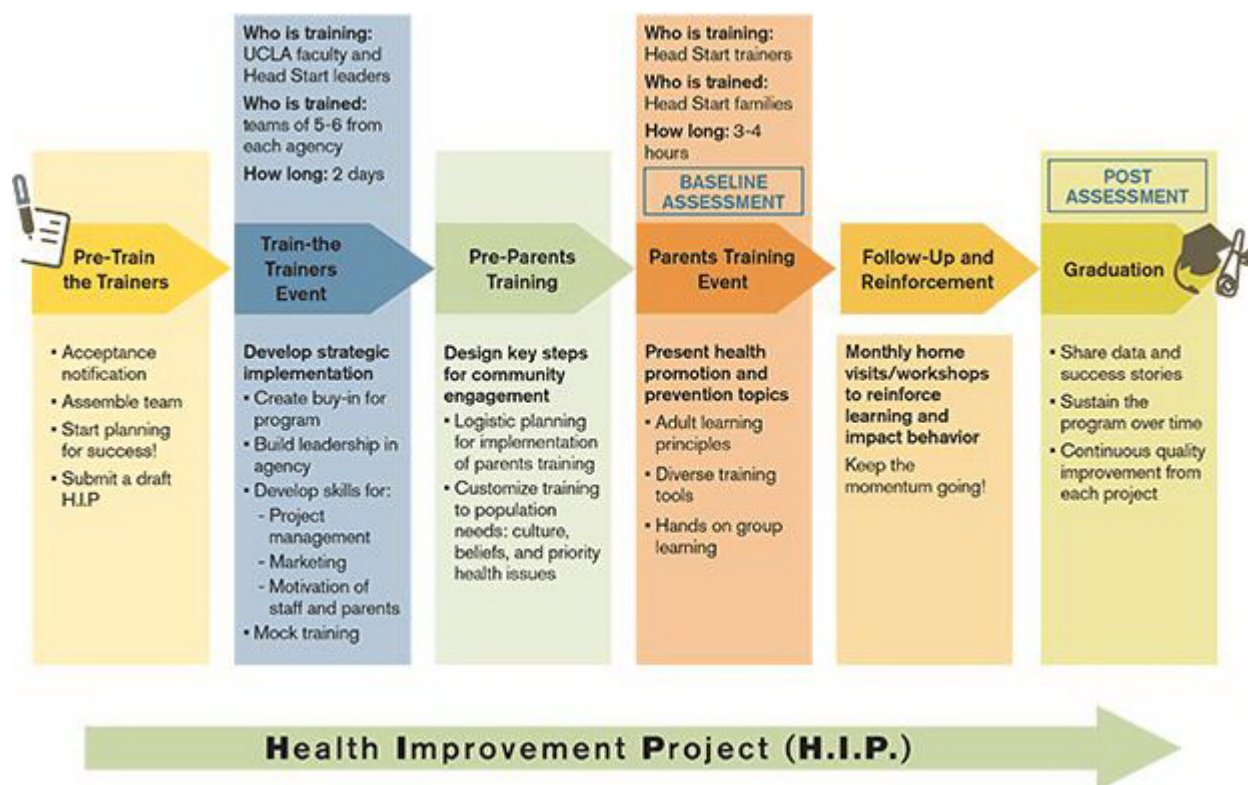 Who is training:
UCLA faculty and
Head Start leaders
Who is trained:
teams of 5-6 from
each agency
How long: 2 days
Who is training:
Head Start trainers
Who is trained:
Head Start families
How long: 3-4
hours
BASELINE
ASSESSMENT
POST
ASSESSMENT
Pre-Train
the Trainers
Train-the
Trainers
Event
Pre-Parents
Training
Parents Training
Event
Follow-Up and
Reinforcement
Graduation
▪ Acceptance
notification
▪ Assemble team
▪ Start planning
for success!
▪ Submit a draft
H.I.P
Develop strategic
implementation
▪ Create buy-in for
program
▪ Build leadership in
agency
▪ Develop skills for:
- Project
management
- Marketing
- Motivation of
staff and parents
▪ Mock training
Design key steps
for community
engagement
▪ Logistic planning
for implementation
of parents training
▪ Customize training
to population
needs: culture,
beliefs, and priority
health issues
Present health
promotion and
prevention topics
▪ Adult learning
principles
▪ Diverse training
tools
▪ Hands on group
learning
Monthly home
visits/workshops
to reinforce
learning and
impact behavior
Keep the
momentum going!
▪ Share data and
success stories
▪ Sustain the
program over time
▪ Continuous quality
improvement from
each project
Health Improvement Project (H.I.P.)